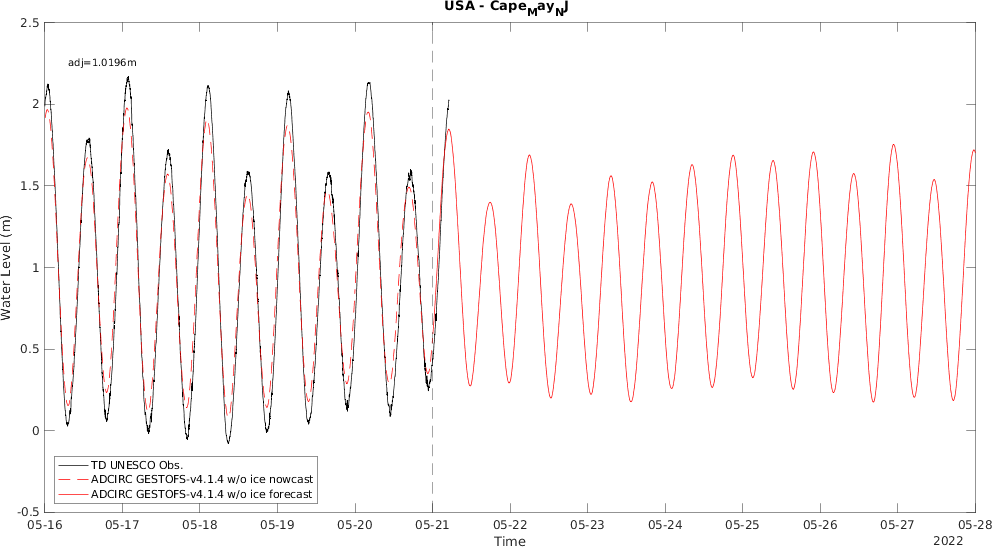 USA - Cape_May_NJ
adj=1.0196m
2.5
2
1.5
1
0.5
0
-0.5
Water Level (m)
TD UNESCO Obs.
ADCIRC GESTOFS-v4.1.4 w/o ice nowcast
ADCIRC GESTOFS-v4.1.4 w/o ice forecast
05-16 05-17 05-18 05-19 05-20 05-21 05-22 05-23 05-24 05-25 05-26 05-27 05-28
Time
2022